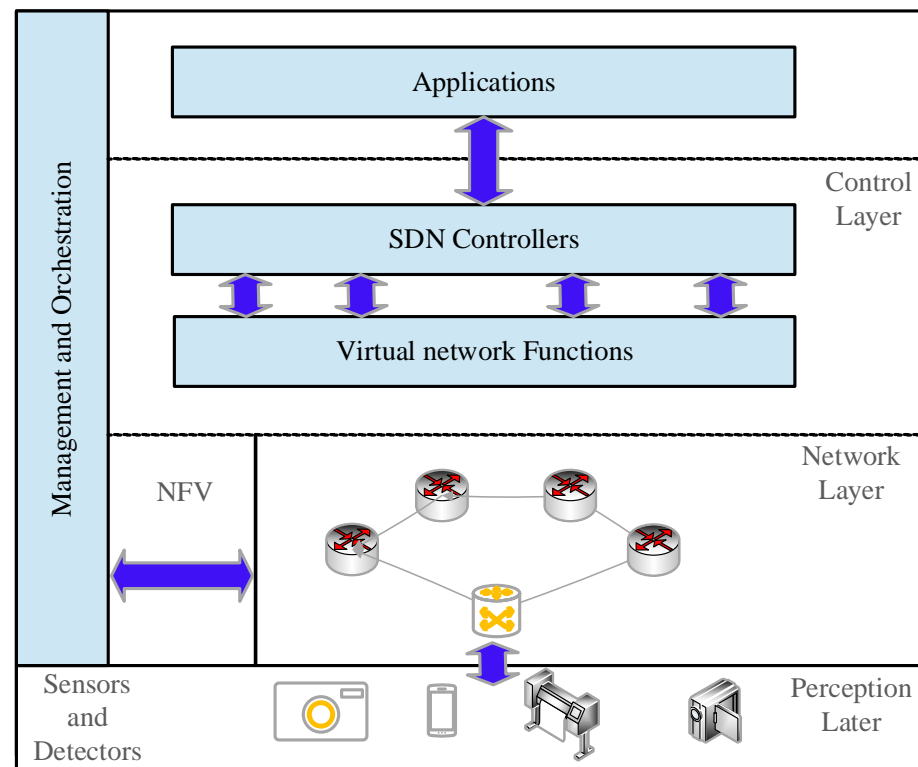 Management and Orchestration
Applications
Control
Layer
SDN Controllers
Virtual network Functions
NFV
Network
Layer
Sensors
and
Detectors
Perception
Later